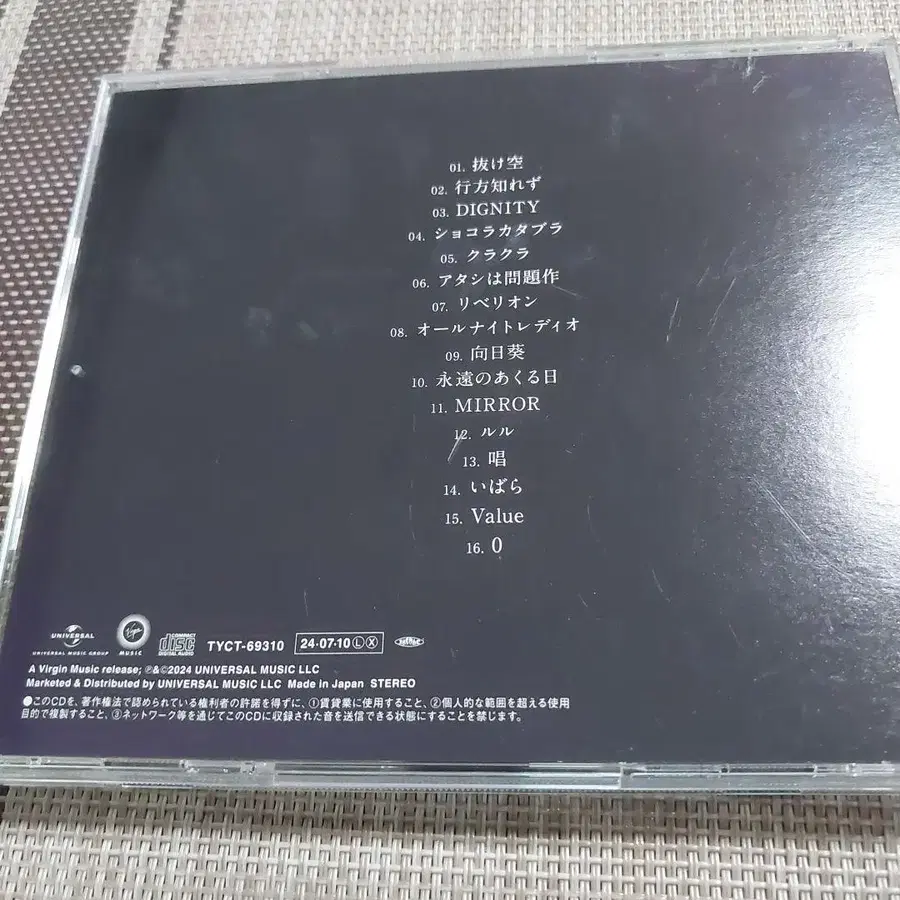 01. 抜け空
02. 行方知れず
03. DIGNITY
04. ショコラカタブラ
05. クラクラ
06. アタシは問題作
07. リベリオン
08. オールナイトレディオ
09. 向日葵
10. 永遠のあくる日
11. MIRROR
12. ルル
13. 唱
14. いばら
15. Value
16. 0
UNIVERSAL
UNIVERSAL MUSIC GROUP
Virgin
MUSIC
COMPACT
disc
DIGITAL AUDIO
TYCT-69310
24・07・10 Ⓛ Ⓧ
A Virgin Music release; ℗&©2024 UNIVERSAL MUSIC LLC
Marketed & Distributed by UNIVERSAL MUSIC LLC Made in Japan STEREO
●このCDを、著作権法で認められている権利者の許諾を得ずに、①賃貸業に使用すること、②個人的な範囲を超える使用
目的で複製すること、③ネットワーク等を通じてこのCDに収録された音を送信できる状態にすることを禁じます。